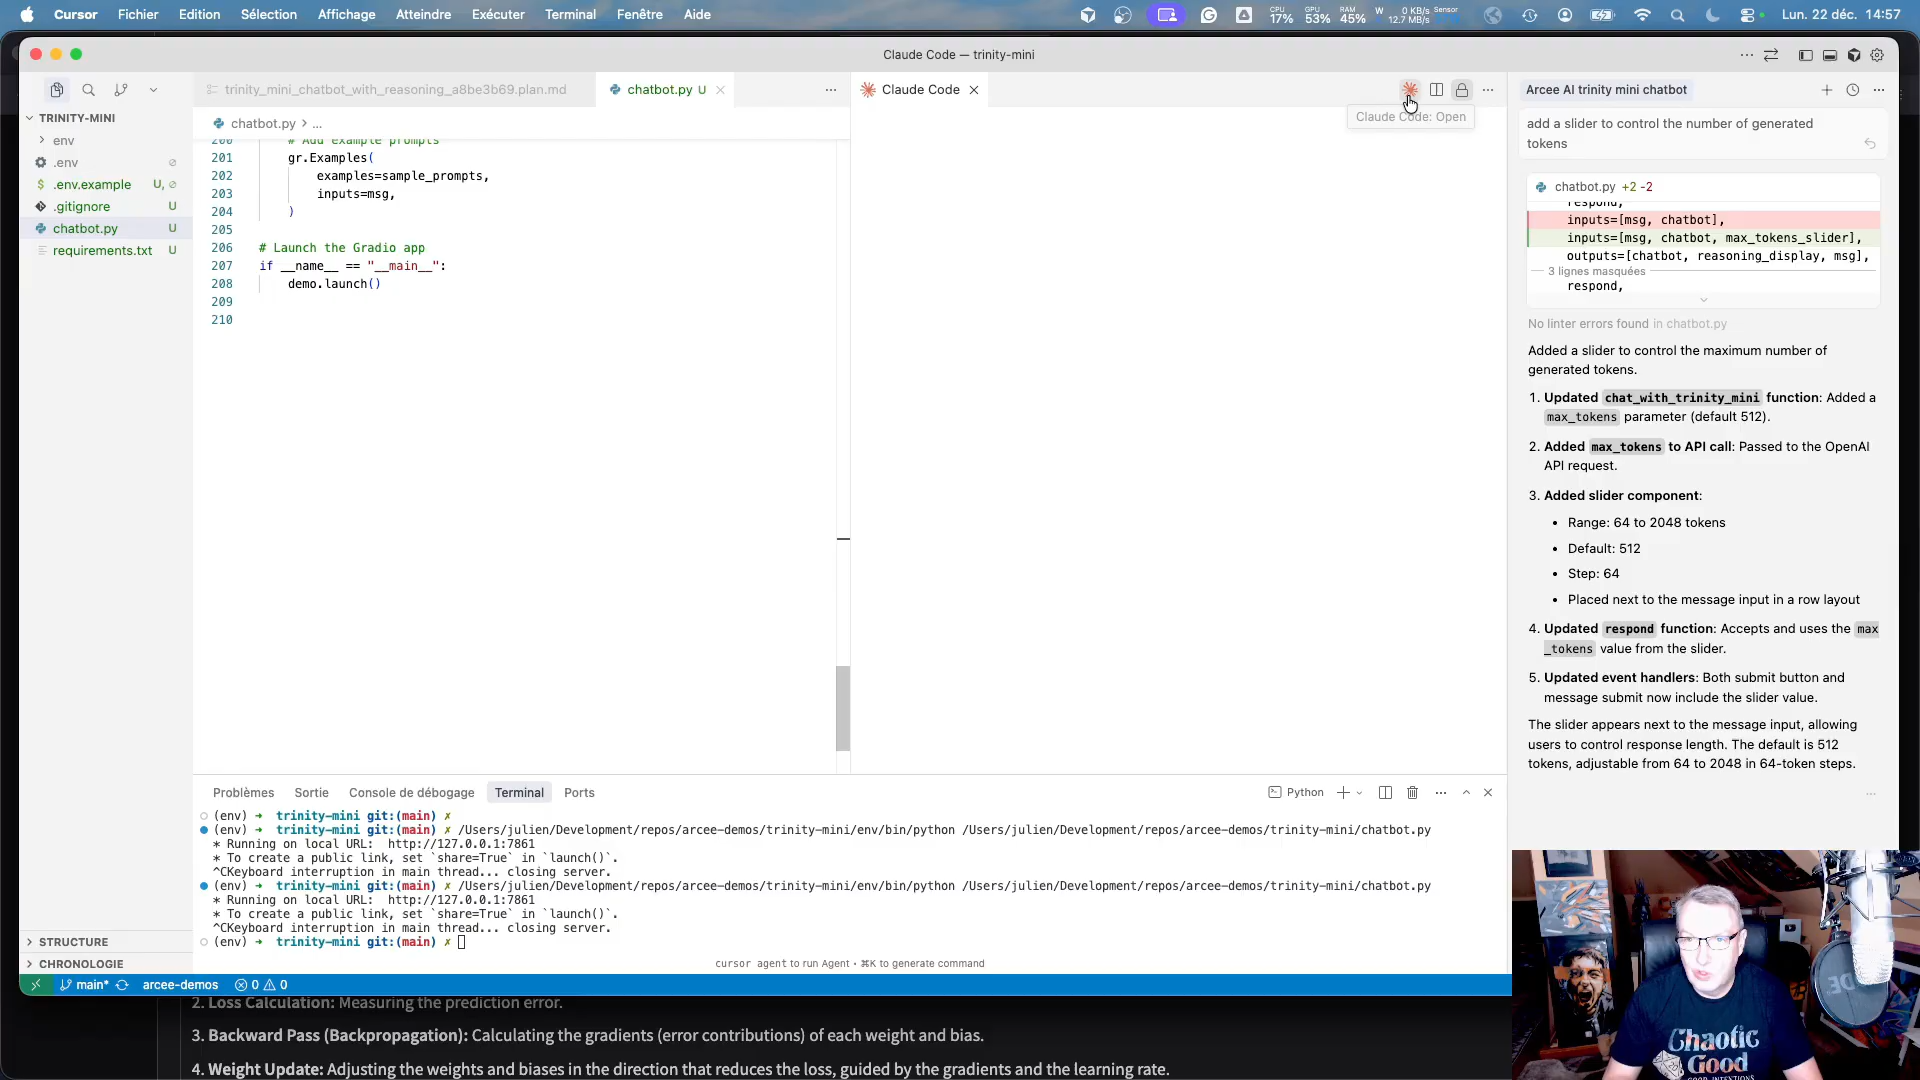 Cursor Fichier Edition Sélection Affichage Atteindre Exécuter Terminal Fenêtre Aide
CPU 17% GPU 53% RAM 45% W 0 KB/s 12.7 MB/s Sensor Lun. 22 déc. 14:57
Claude Code — trinity-mini
trinity_mini_chatbot_with_reasoning_a8be3b69.plan.md
chatbot.py U
Claude Code
Claude Code: Open
TRINITY-MINI
env
.env
.env.example U,
.gitignore U
chatbot.py U
requirements.txt U
STRUCTURE
CHRONOLOGIE
chatbot.py > ...
200 # Add example prompts
201 gr.Examples(
202 examples=sample_prompts,
203 inputs=msg,
204 )
205
206 # Launch the Gradio app
207 if __name__ == "__main__":
208 demo.launch()
209
210
Problèmes Sortie Console de débogage Terminal Ports
Python
(env) ➜ trinity-mini git:(main) ✗
(env) ➜ trinity-mini git:(main) ✗ /Users/julien/Development/repos/arcee-demos/trinity-mini/env/bin/python /Users/julien/Development/repos/arcee-demos/trinity-mini/chatbot.py
* Running on local URL: http://127.0.0.1:7861
* To create a public link, set `share=True` in `launch()`.
^CKeyboard interruption in main thread... closing server.
(env) ➜ trinity-mini git:(main) ✗ /Users/julien/Development/repos/arcee-demos/trinity-mini/env/bin/python /Users/julien/Development/repos/arcee-demos/trinity-mini/chatbot.py
* Running on local URL: http://127.0.0.1:7861
* To create a public link, set `share=True` in `launch()`.
^CKeyboard interruption in main thread... closing server.
(env) ➜ trinity-mini git:(main) ✗
cursor agent to run Agent • ⌘K to generate command
main* arcee-demos 0 0
Arcee AI trinity mini chatbot
add a slider to control the number of generated
tokens
chatbot.py +2 -2
respond,
inputs=[msg, chatbot],
inputs=[msg, chatbot, max_tokens_slider],
outputs=[chatbot, reasoning_display, msg],
3 lignes masquées
respond,
No linter errors found in chatbot.py
Added a slider to control the maximum number of
generated tokens.
1. Updated chat_with_trinity_mini function: Added a
max_tokens parameter (default 512).
2. Added max_tokens to API call: Passed to the OpenAI
API request.
3. Added slider component:
• Range: 64 to 2048 tokens
• Default: 512
• Step: 64
• Placed next to the message input in a row layout
4. Updated respond function: Accepts and uses the max
_tokens value from the slider.
5. Updated event handlers: Both submit button and
message submit now include the slider value.
The slider appears next to the message input, allowing
users to control response length. The default is 512
tokens, adjustable from 64 to 2048 in 64-token steps.
2. Loss Calculation: Measuring the prediction error.
3. Backward Pass (Backpropagation): Calculating the gradients (error contributions) of each weight and bias.
4. Weight Update: Adjusting the weights and biases in the direction that reduces the loss, guided by the gradients and the learning rate.
Chaotic
Good